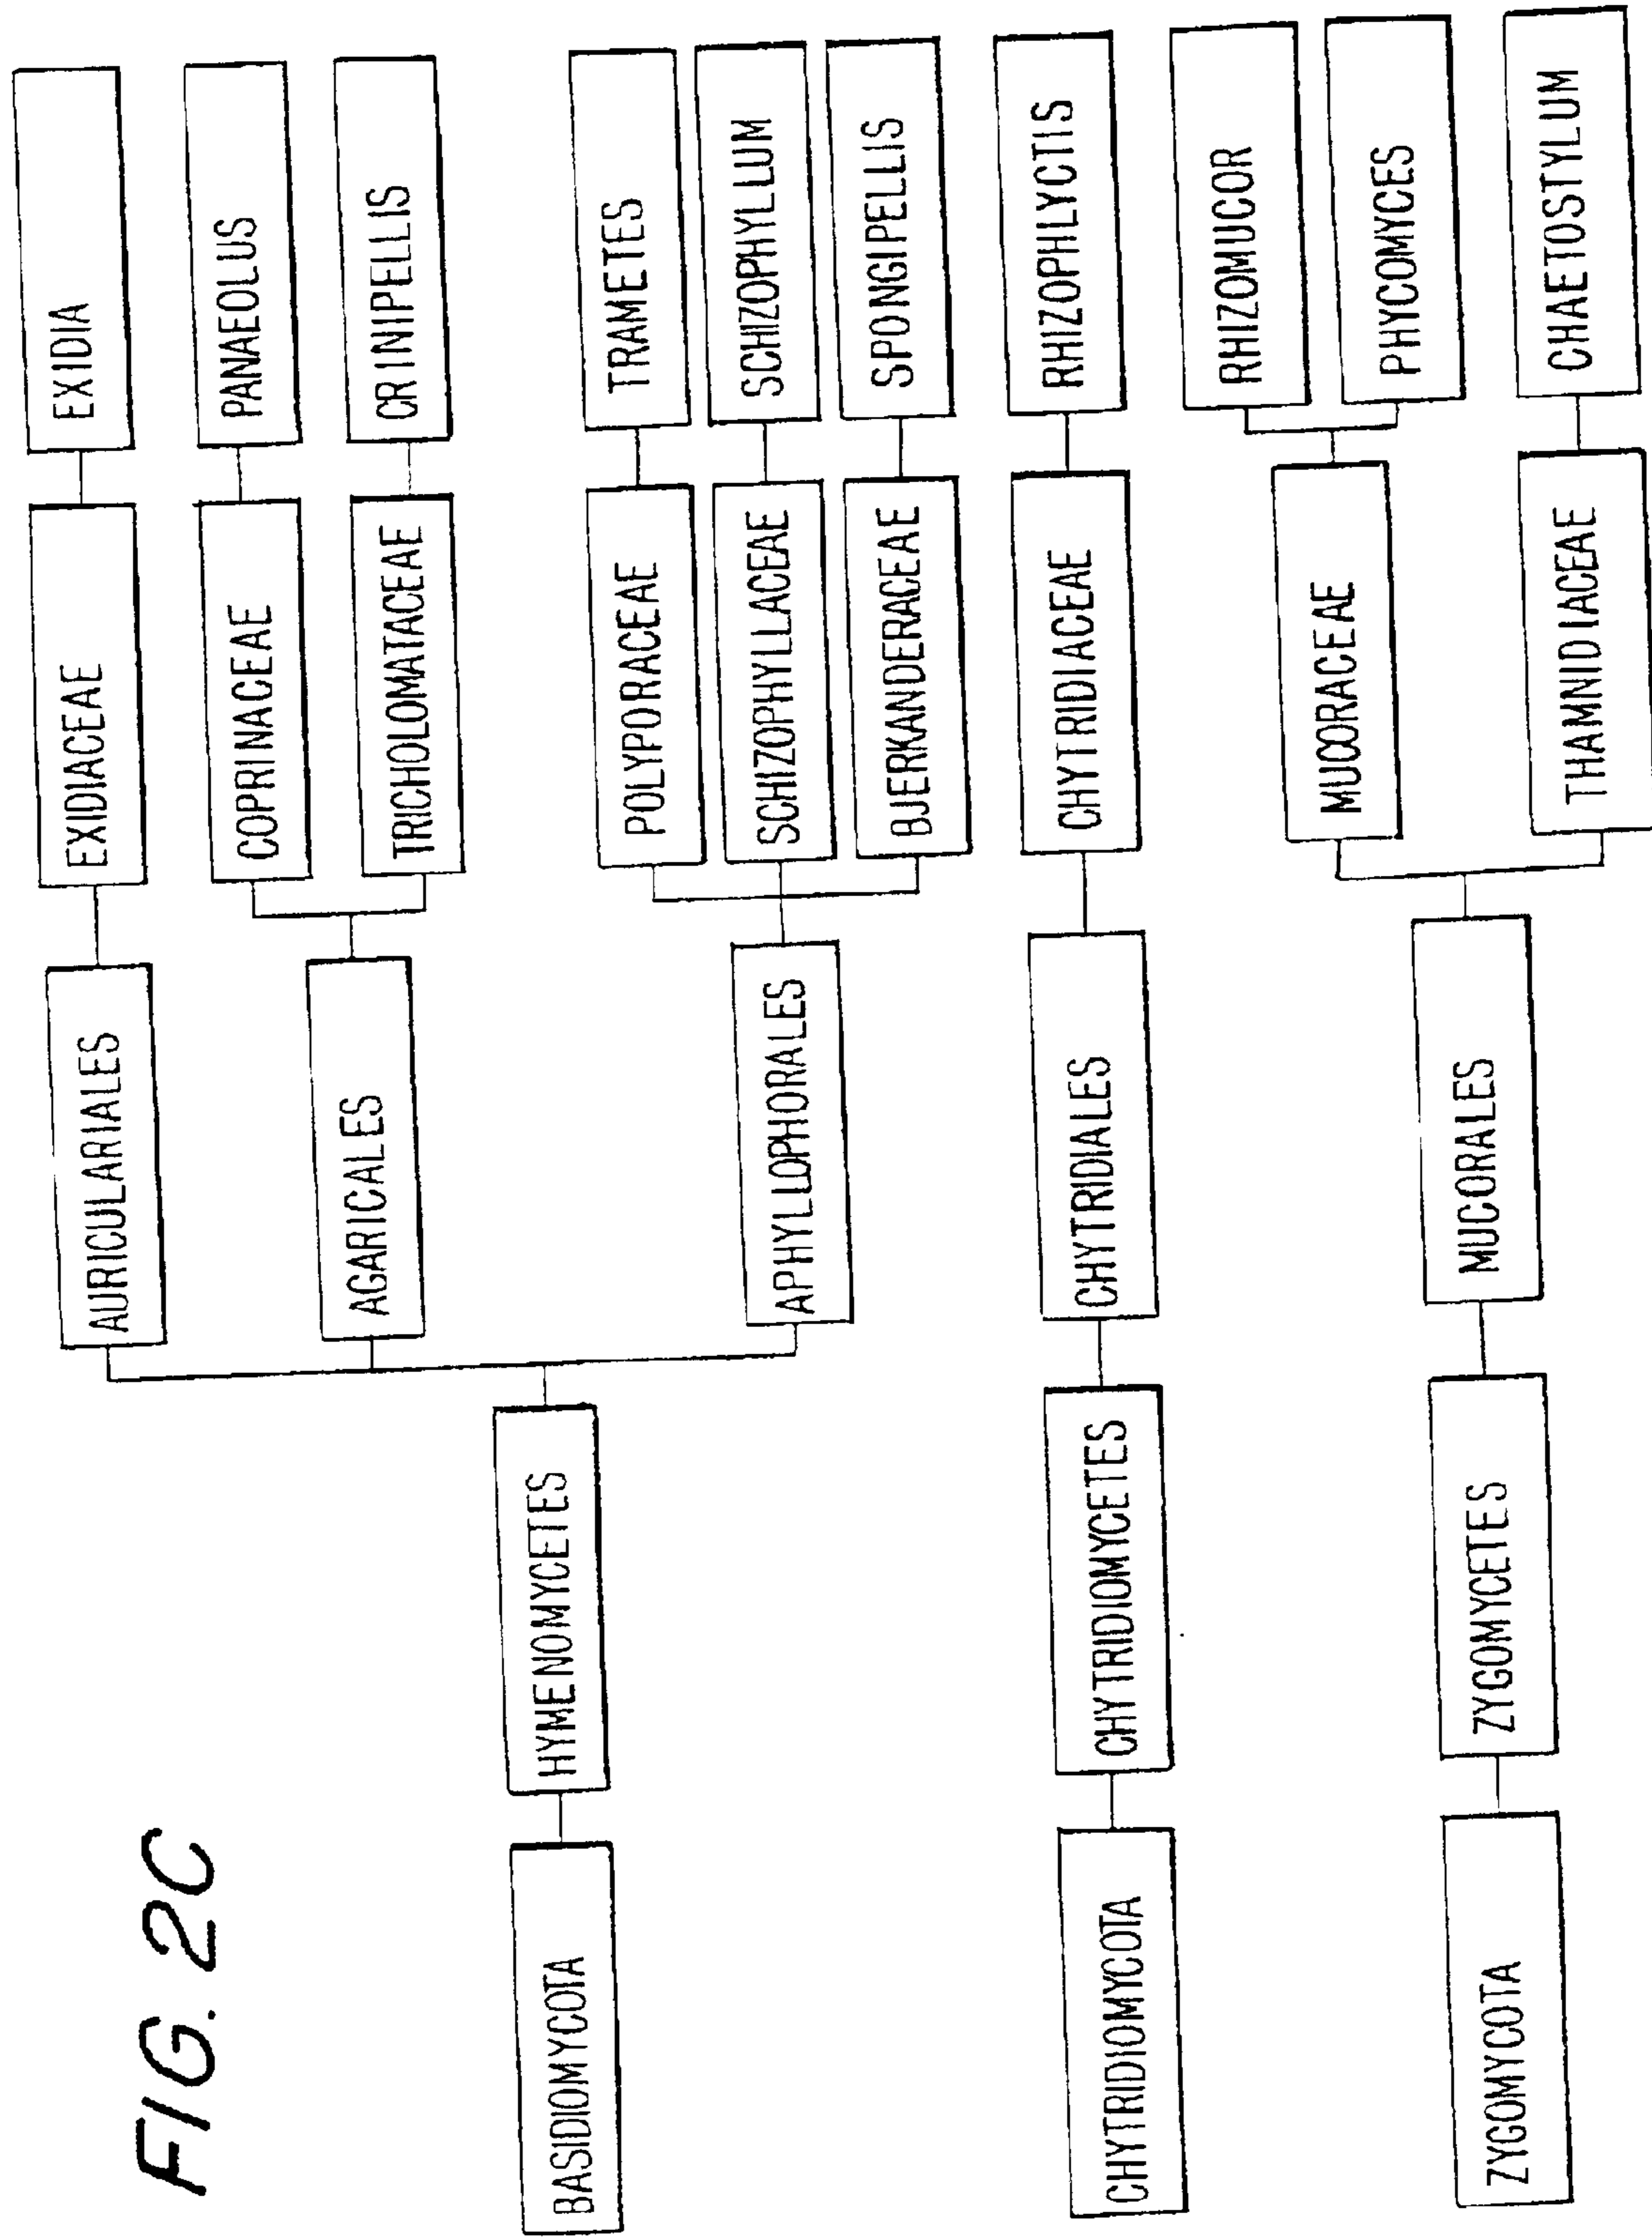 FIG. 2C
BASIDIOMYCOTA
HYMENOMYCETES
AURICULARIALES
EXIDIACEAE
EXIDIA
AGARICALES
COPRINACEAE
PANAEOLUS
TRICHOLOMATACEAE
CRINIPELLIS
APHYLLOPHORALES
POLYPORACEAE
TRAMETES
SCHIZOPHYLLACEAE
SCHIZOPHYLLUM
BJERKANDERACEAE
SPONGIPELLIS
CHYTRIDIOMYCOTA
CHYTRIDIOMYCETES
CHYTRIDIALES
CHYTRIDIACEAE
RHIZOPHLYCTIS
ZYGOMYCOTA
ZYGOMYCETES
MUCORALES
MUCORACEAE
RHIZOMUCOR
PHYCOMYCES
THAMNIDIACEAE
CHAETOSTYLUM